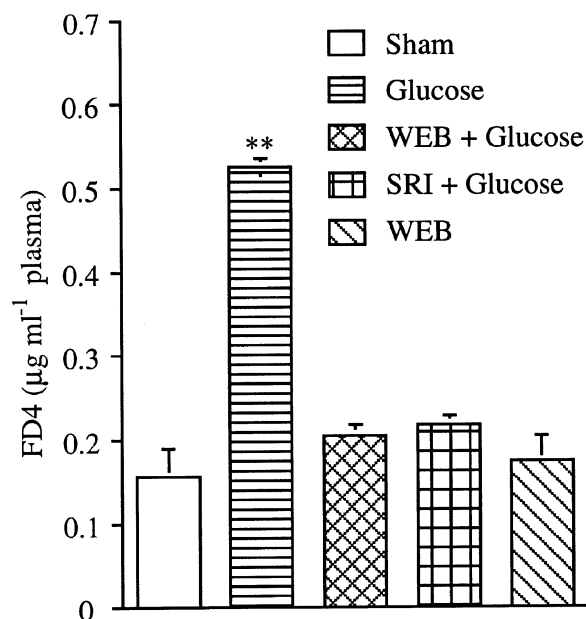 0.7
0.6
0.5
0.4
0.3
0.2
0.1
0
FD4 (µg ml⁻¹ plasma)
**
Sham
Glucose
WEB + Glucose
SRI + Glucose
WEB